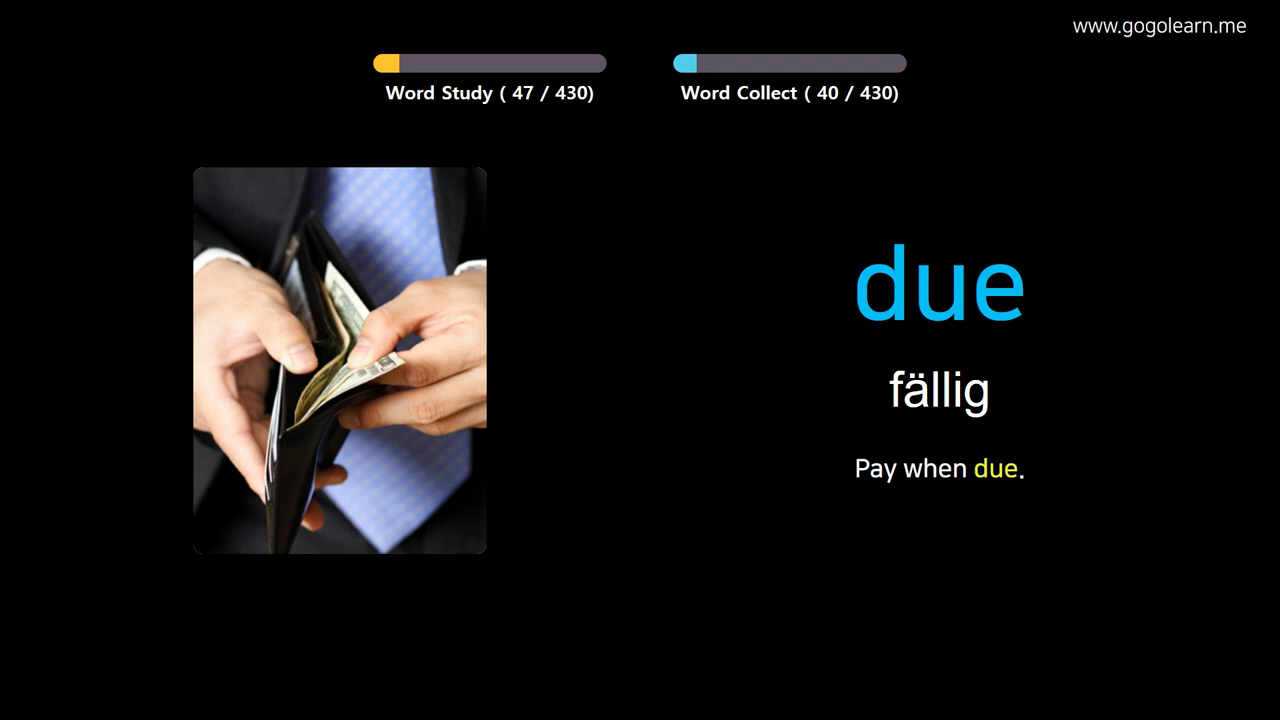 www.gogolearn.me
Word Study ( 47 / 430)
Word Collect ( 40 / 430)
due
fällig
Pay when due.